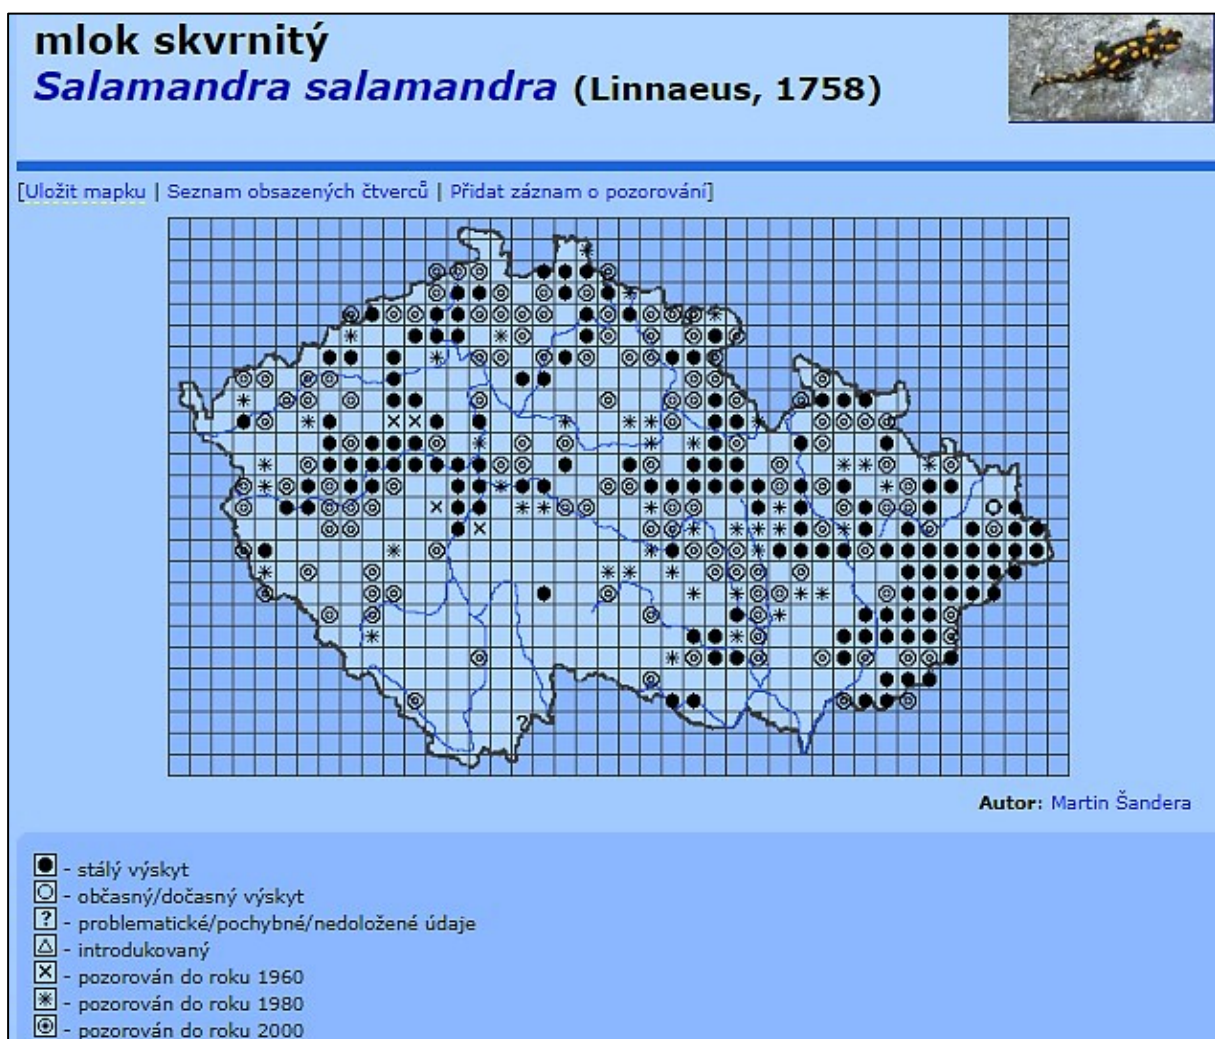 mlok skvrnitý
Salamandra salamandra (Linnaeus, 1758)
[Uložit mapku | Seznam obsazených čtverců | Přidat záznam o pozorování]
?
Autor: Martin Šandera
- stálý výskyt
- občasný/dočasný výskyt
? - problematické/pochybné/nedoložené údaje
- introdukovaný
- pozorován do roku 1960
- pozorován do roku 1980
- pozorován do roku 2000